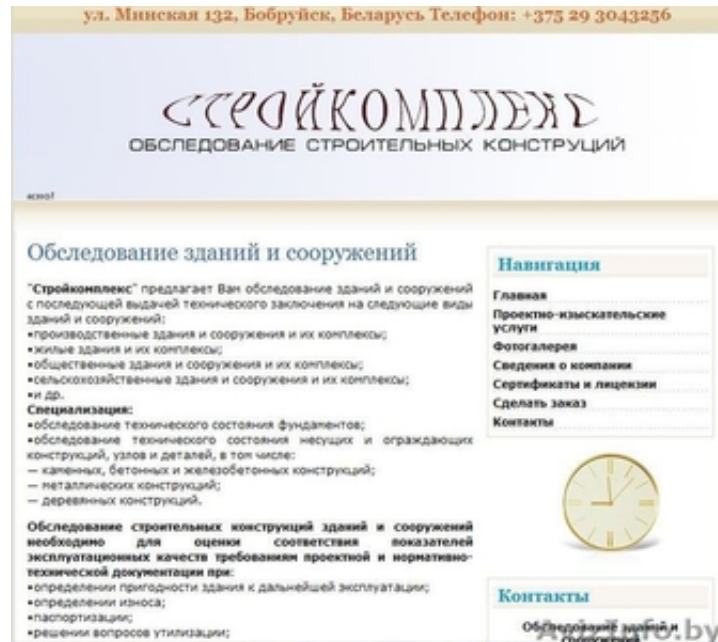 ул. Минская 132, Бобруйск, Беларусь Телефон: +375 29 3043256
СТРОЙКОМПЛЕКС
ОБСЛЕДОВАНИЕ СТРОИТЕЛЬНЫХ КОНСТРУЦИЙ
Обследование зданий и сооружений
"Стройкомплекс" предлагает Вам обследование зданий и сооружений
с последующей выдачей технического заключения на следующие виды
зданий и сооружений:
•производственные здания и сооружения и их комплексы;
•жилые здания и их комплексы;
•общественные здания и сооружения и их комплексы;
•сельскохозяйственные здания и сооружения и их комплексы;
•и др.
Специализация:
•обследование технического состояния фундаментов;
•обследование технического состояния несущих и ограждающих
конструкций, узлов и деталей, в том числе:
— каменных, бетонных и железобетонных конструкций;
— металлических конструкций;
— деревянных конструкций.
Обследование строительных конструкций зданий и сооружений
необходимо для оценки соответствия показателей
эксплуатационных качеств требованиям проектной и нормативно-
технической документации при:
•определении пригодности здания к дальнейшей эксплуатации;
•определении износа;
•паспортизации;
•решении вопросов утилизации;
Навигация
Главная
Проектно-изыскательские
услуги
Фотогалерея
Сведения о компании
Сертификаты и лицензии
Сделать заказ
Контакты
Контакты
Обследование зданий и
сооружений